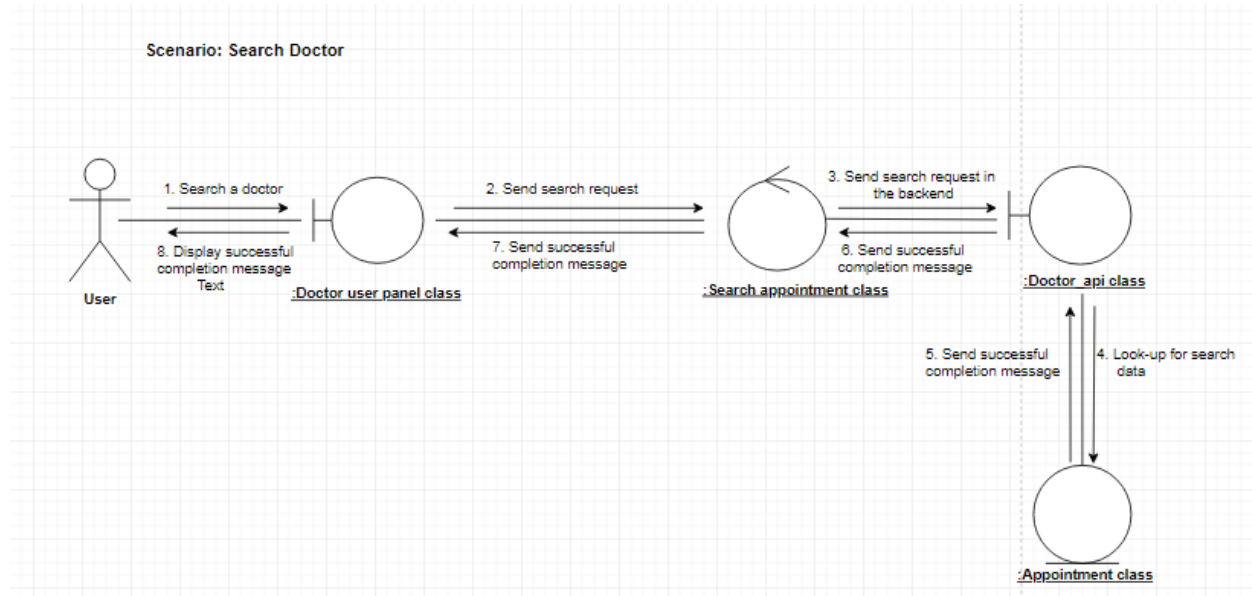 Scenario: Search Doctor
1. Search a doctor
8. Display successful
completion message
Text
User
:Doctor user panel class
2. Send search request
7. Send successful
completion message
:Search appointment class
3. Send search request in
the backend
6. Send successful
completion message
:Doctor_api class
5. Send successful
completion message
4. Look-up for search
data
:Appointment class